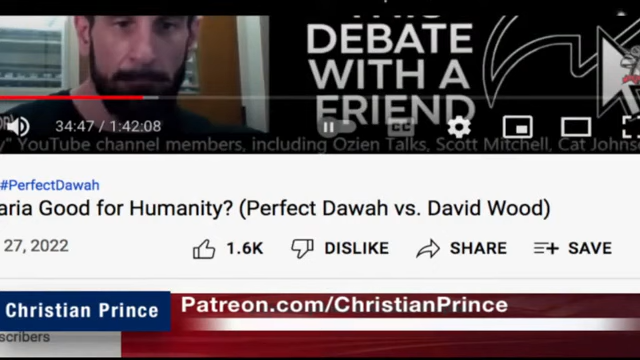 DEBATE
WITH A
FRIEND
34:47 / 1:42:08
CC
YouTube channel members, including Ozien Talks, Scott Mitchell, Cat Johns
#PerfectDawah
aria Good for Humanity? (Perfect Dawah vs. David Wood)
27, 2022
1.6K
DISLIKE
SHARE
SAVE
Christian Prince
Patreon.com/ChristianPrince
scribers